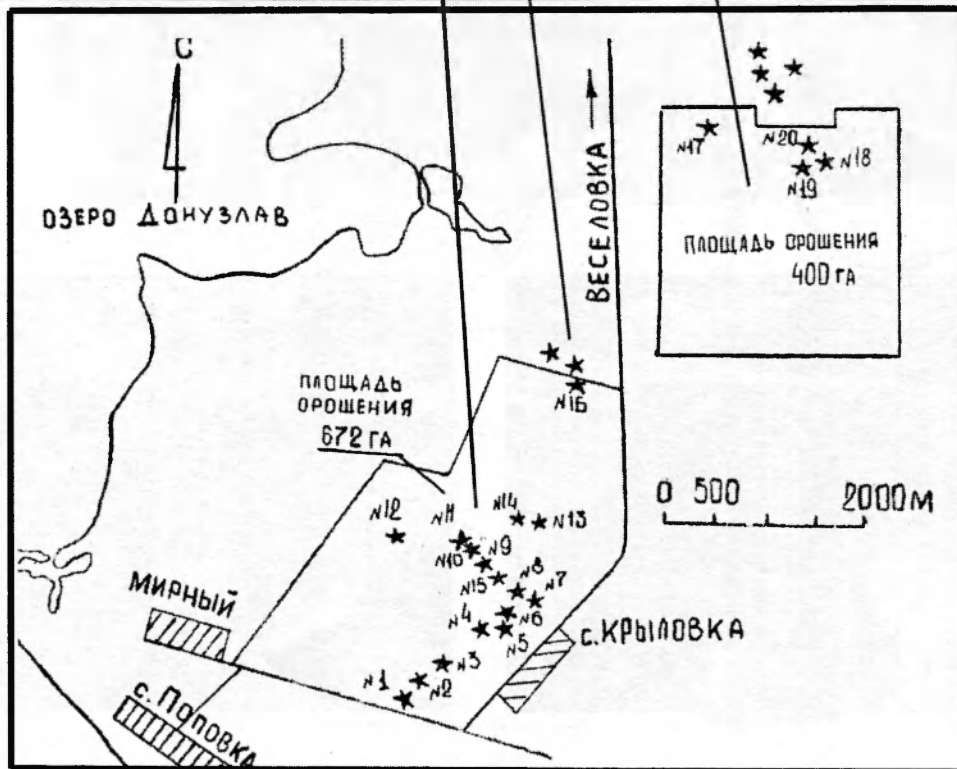 С
ОЗЕРО ДОНУЗЛАВ
ВЕСЕЛОВКА
N17
N20
N18
N19
ПЛОЩАДЬ ОРОШЕНИЯ
400 ГА
N16
ПЛОЩАДЬ
ОРОШЕНИЯ
672 ГА
0 500 2000М
N12
N11
N14
N13
N10
N9
N15
N8
N7
N6
N4
N5
N3
N2
N1
МИРНЫЙ
с. КРЫЛОВКА
с. ПОПОВКА